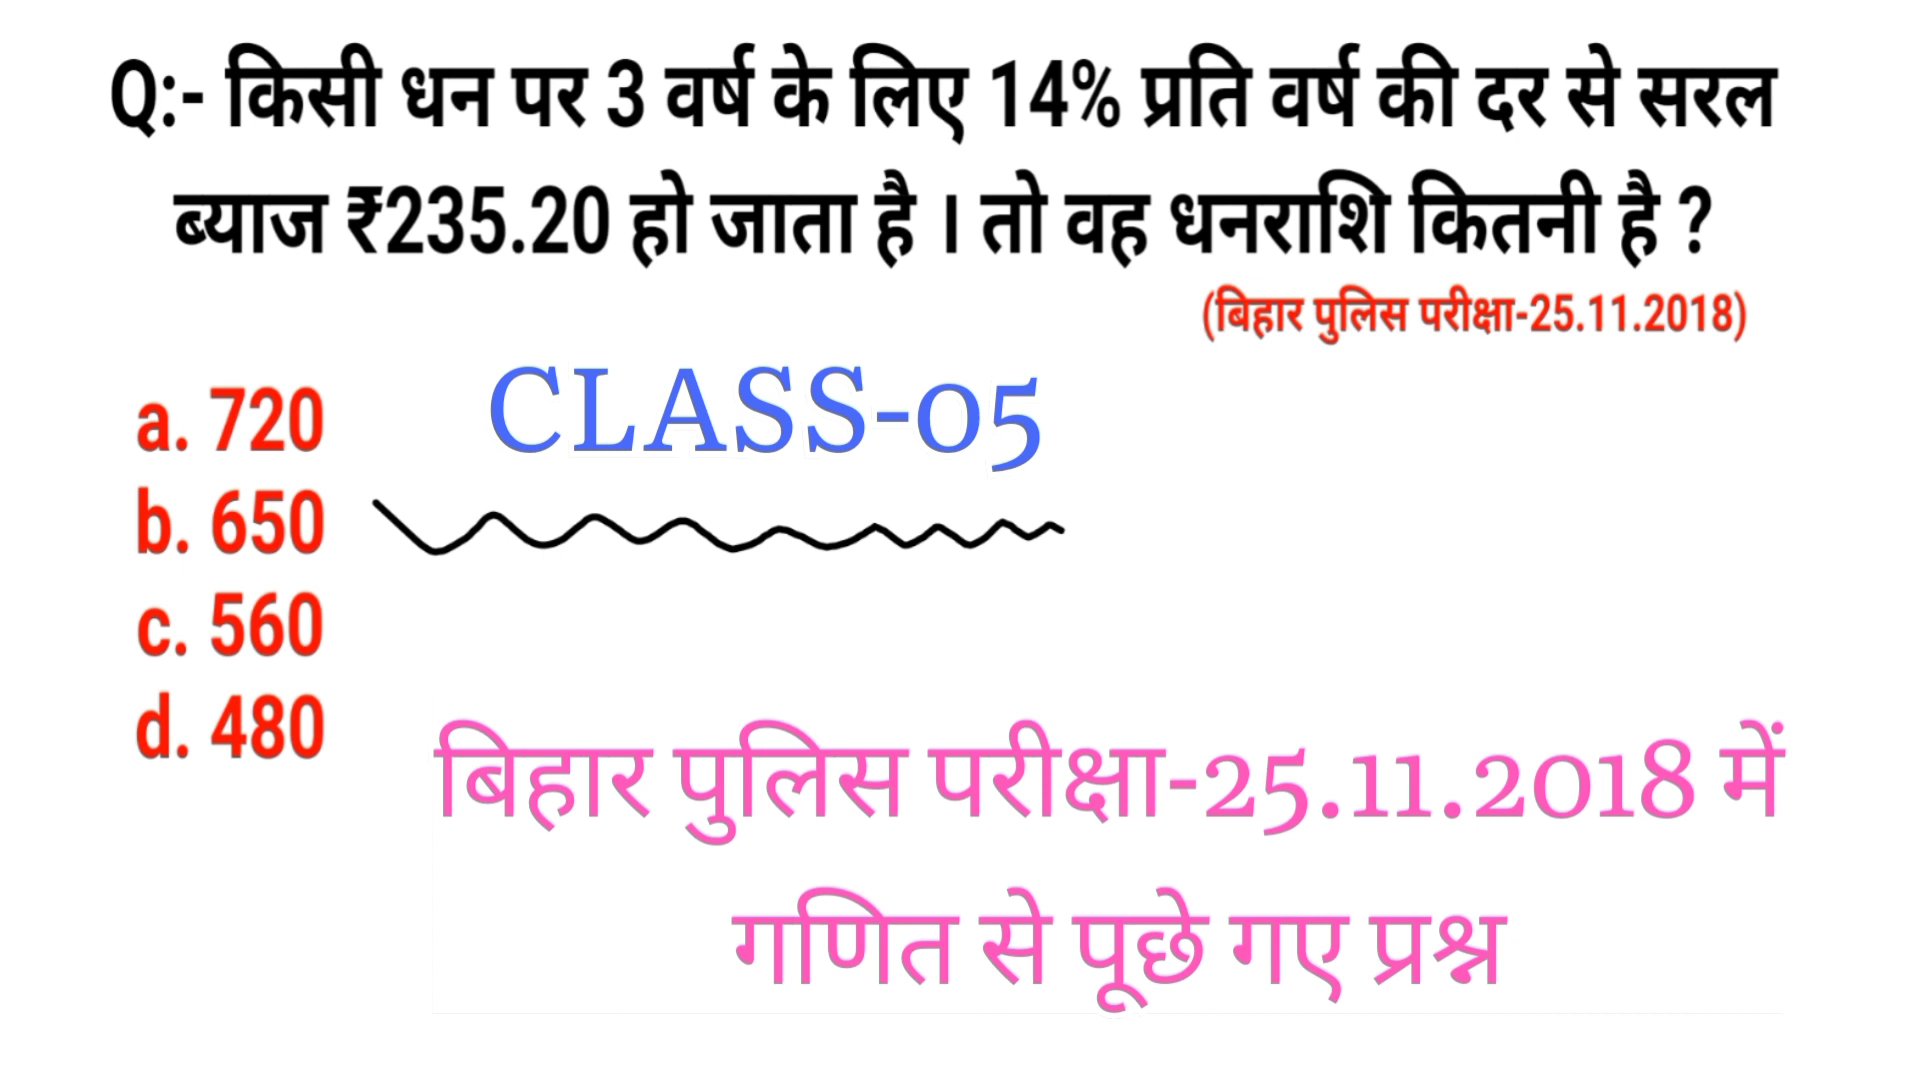 Q:- किसी धन पर 3 वर्ष के लिए 14% प्रति वर्ष की दर से सरल
ब्याज ₹235.20 हो जाता है । तो वह धनराशि कितनी है ?
(बिहार पुलिस परीक्षा-25.11.2018)
a. 720
CLASS-05
b. 650
c. 560
d. 480
बिहार पुलिस परीक्षा-25.11.2018 में
गणित से पूछे गए प्रश्न